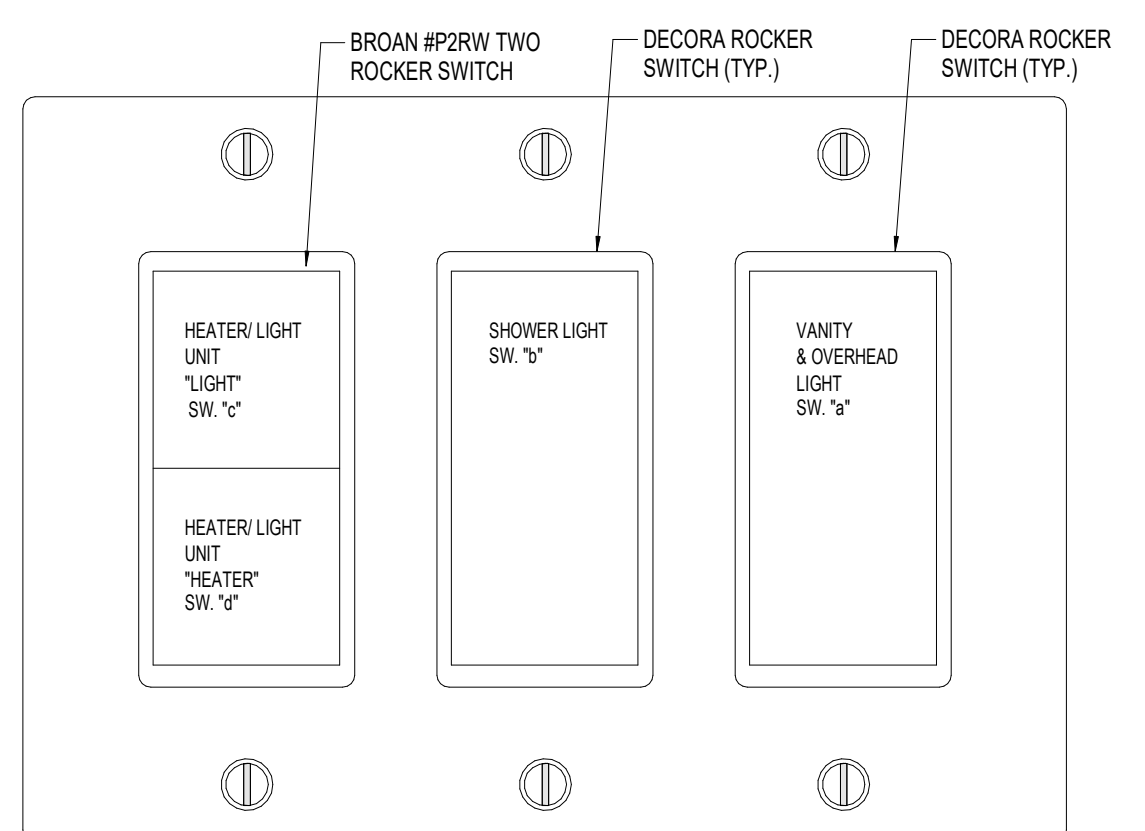 BROAN #P2RW TWO
ROCKER SWITCH
DECORA ROCKER
SWITCH (TYP.)
DECORA ROCKER
SWITCH (TYP.)
HEATER/ LIGHT
UNIT
"LIGHT"
SW. "c"
HEATER/ LIGHT
UNIT
"HEATER"
SW. "d"
SHOWER LIGHT
SW. "b"
VANITY
& OVERHEAD
LIGHT
SW. "a"